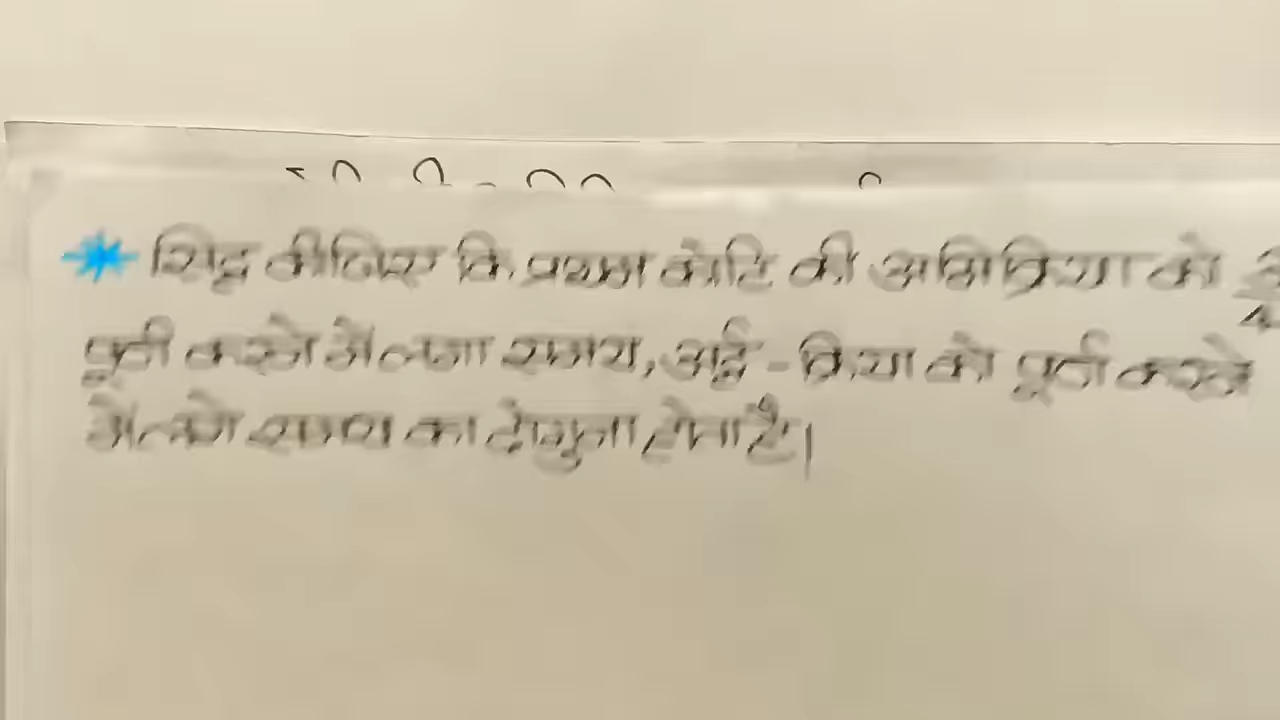 सिद्ध कीजिए कि प्रथम कोटि की अभिक्रिया को
पूर्ण करने में लगा समय, अर्द्ध-क्रिया को पूर्ण करने
में लगे समय का दोगुना होता है।